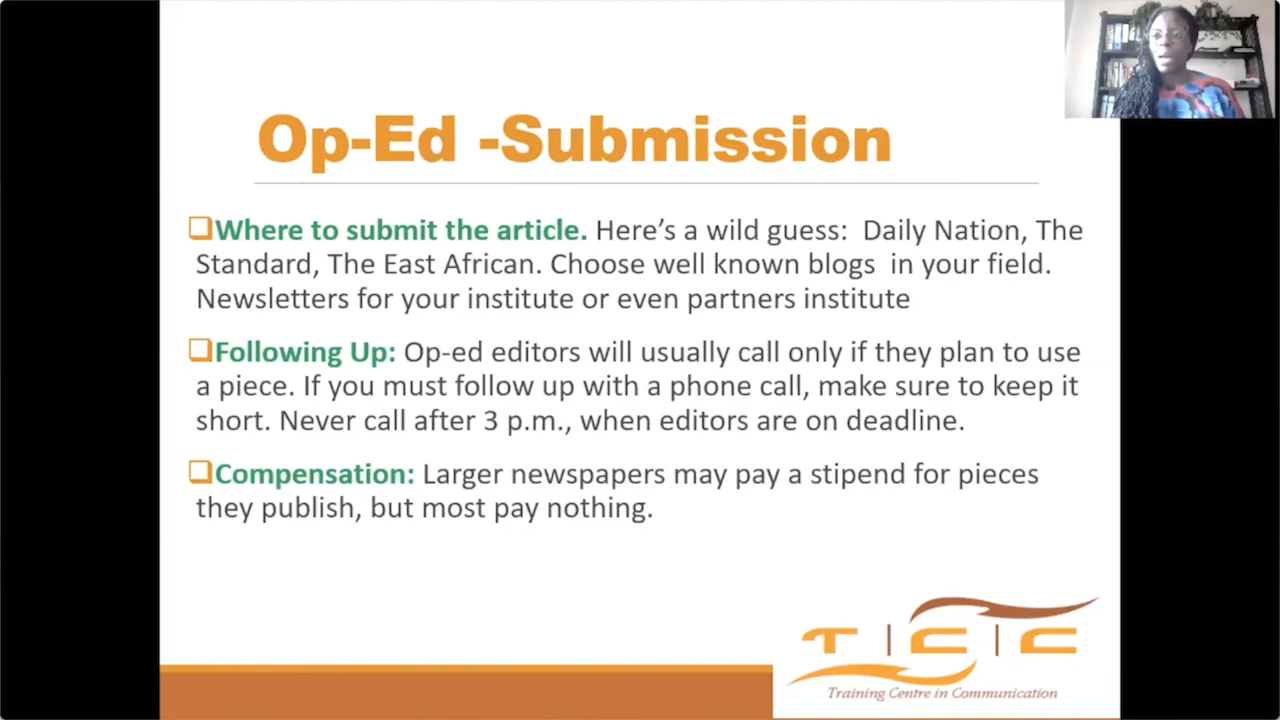 Op-Ed -Submission
Where to submit the article. Here's a wild guess:  Daily Nation, The
Standard, The East African. Choose well known blogs  in your field.
Newsletters for your institute or even partners institute
Following Up: Op-ed editors will usually call only if they plan to use
a piece. If you must follow up with a phone call, make sure to keep it
short. Never call after 3 p.m., when editors are on deadline.
Compensation: Larger newspapers may pay a stipend for pieces
they publish, but most pay nothing.
T|C|C
Training Centre in Communication